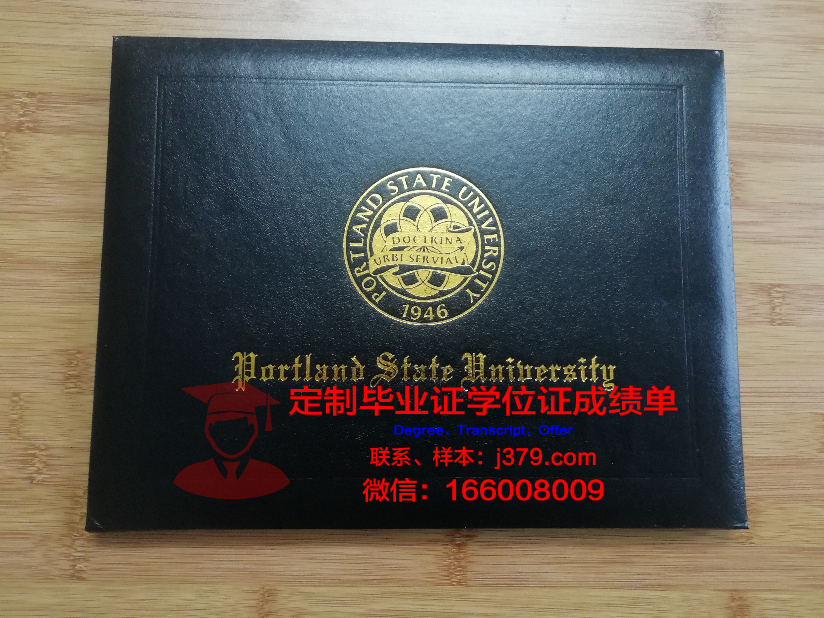 PORTLAND STATE UNIVERSITY
DOCTRINA
URBI SERVIAT
1946
Portland State University
定制毕业证学位证成绩单
Degree、Transcript、Offer
联系、样本：j379.com
微信：166008009